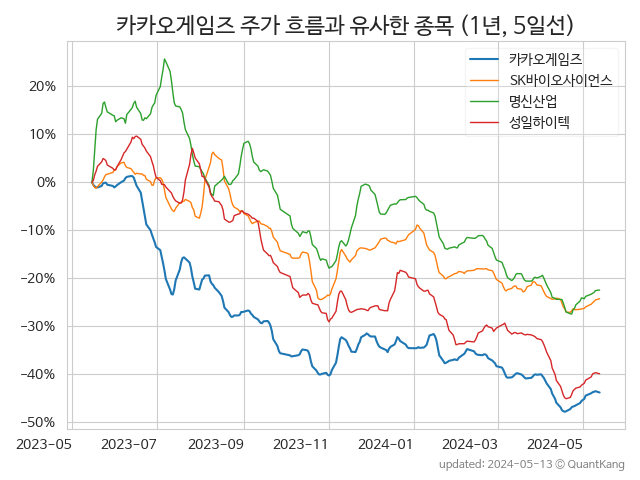 카카오게임즈 주가 흐름과 유사한 종목 (1년, 5일선)
카카오게임즈
SK바이오사이언스
명신산업
성일하이텍
20%
10%
0%
−10%
−20%
−30%
−40%
−50%
2023-05
2023-07
2023-09
2023-11
2024-01
2024-03
2024-05
updated: 2024-05-13 © QuantKang